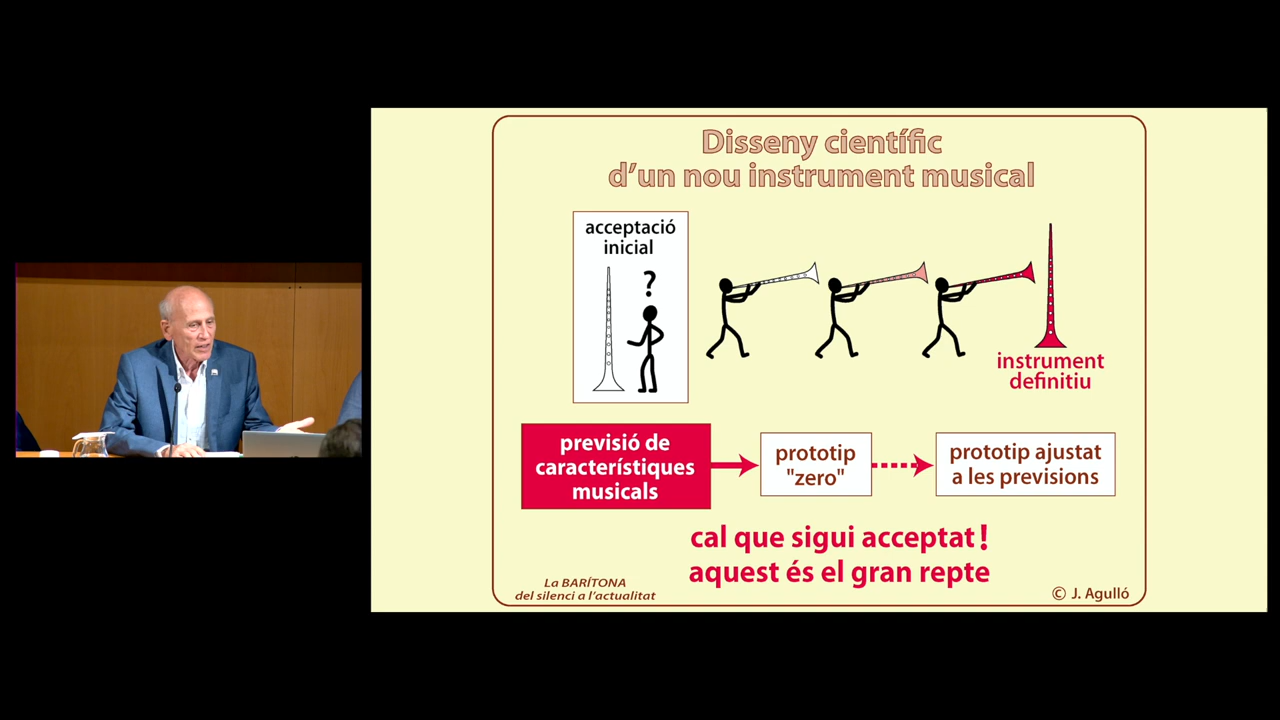 Disseny científic
d’un nou instrument musical
acceptació
inicial
?
instrument
definitiu
previsió de
característiques
musicals
prototip
"zero"
prototip ajustat
a les previsions
cal que sigui acceptat!
aquest és el gran repte
La BARÍTONA
del silenci a l’actualitat
© J. Agulló